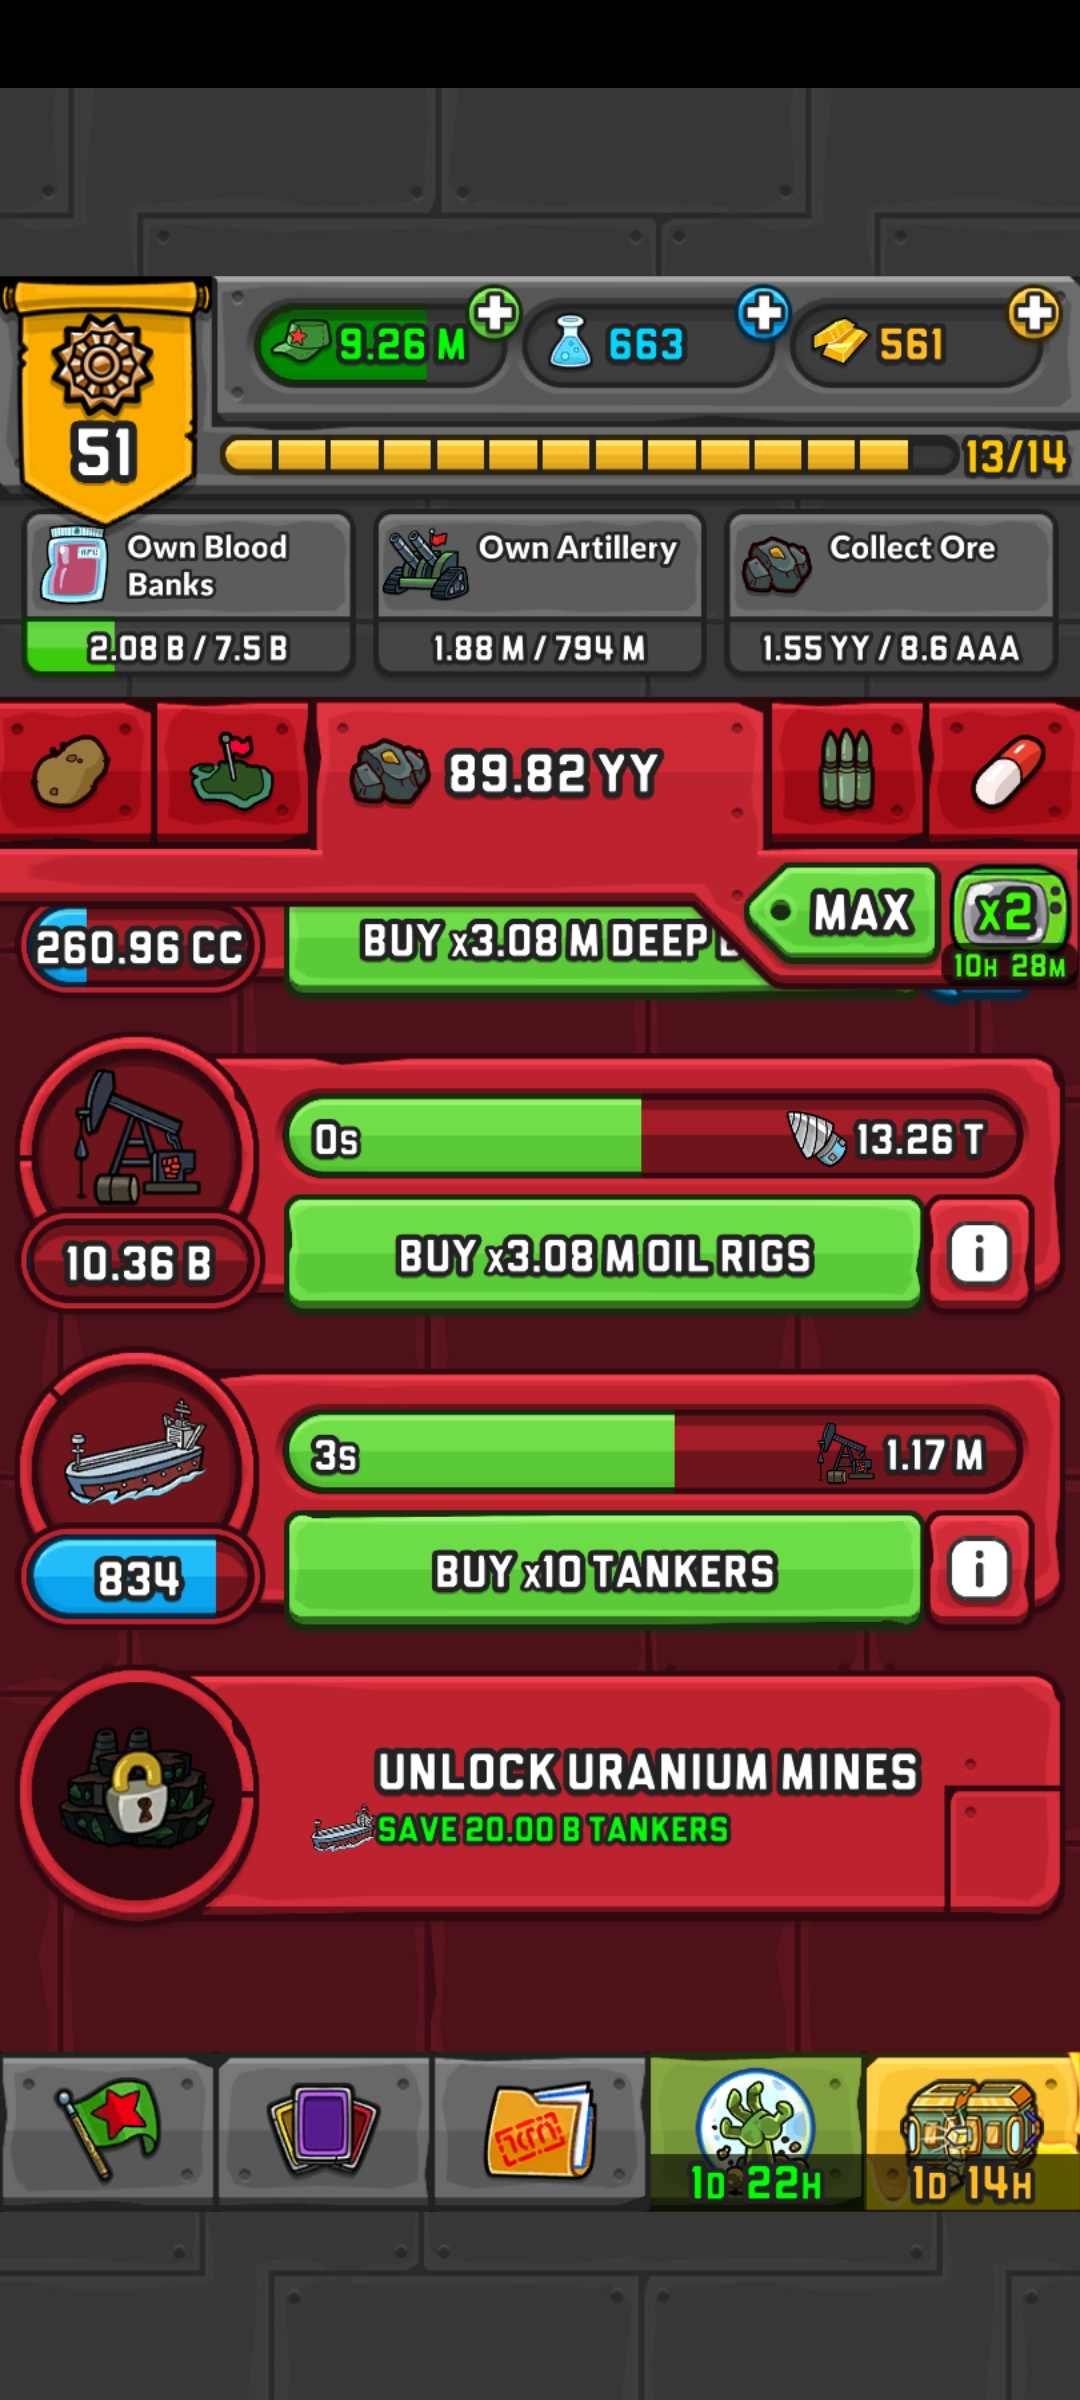 9.26 M
663
561
51
13/14
Own Blood
Banks
2.08 B / 7.5 B
Own Artillery
1.88 M / 794 M
Collect Ore
1.55 YY / 8.6 AAA
89.82 YY
MAX
x2
10H 28M
260.96 CC
BUY x3.08 M DEEP
0s
13.26 T
10.36 B
BUY x3.08 M OIL RIGS
i
3s
1.17 M
834
BUY x10 TANKERS
i
UNLOCK URANIUM MINES
SAVE 20.00 B TANKERS
1D 22H
1D 14H